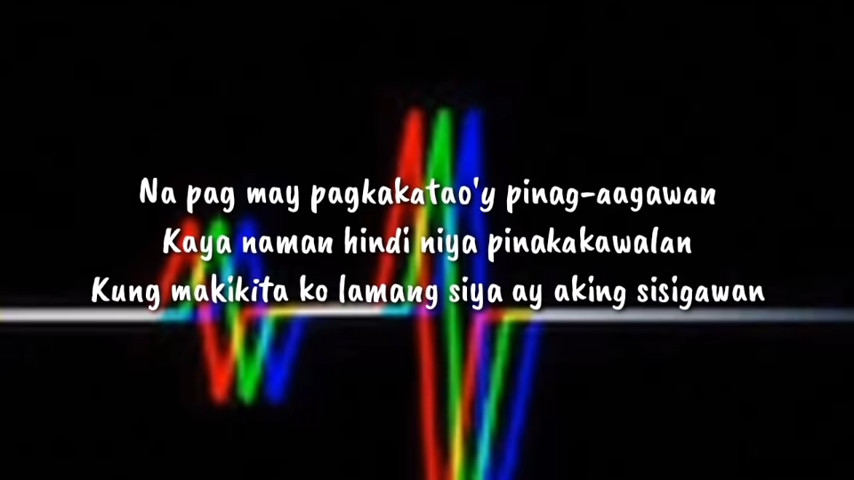 Na pag may pagkakatao'y pinag-aagawan
Kaya naman hindi niya pinakakawalan
Kung makikita ko lamang siya ay aking sisigawan